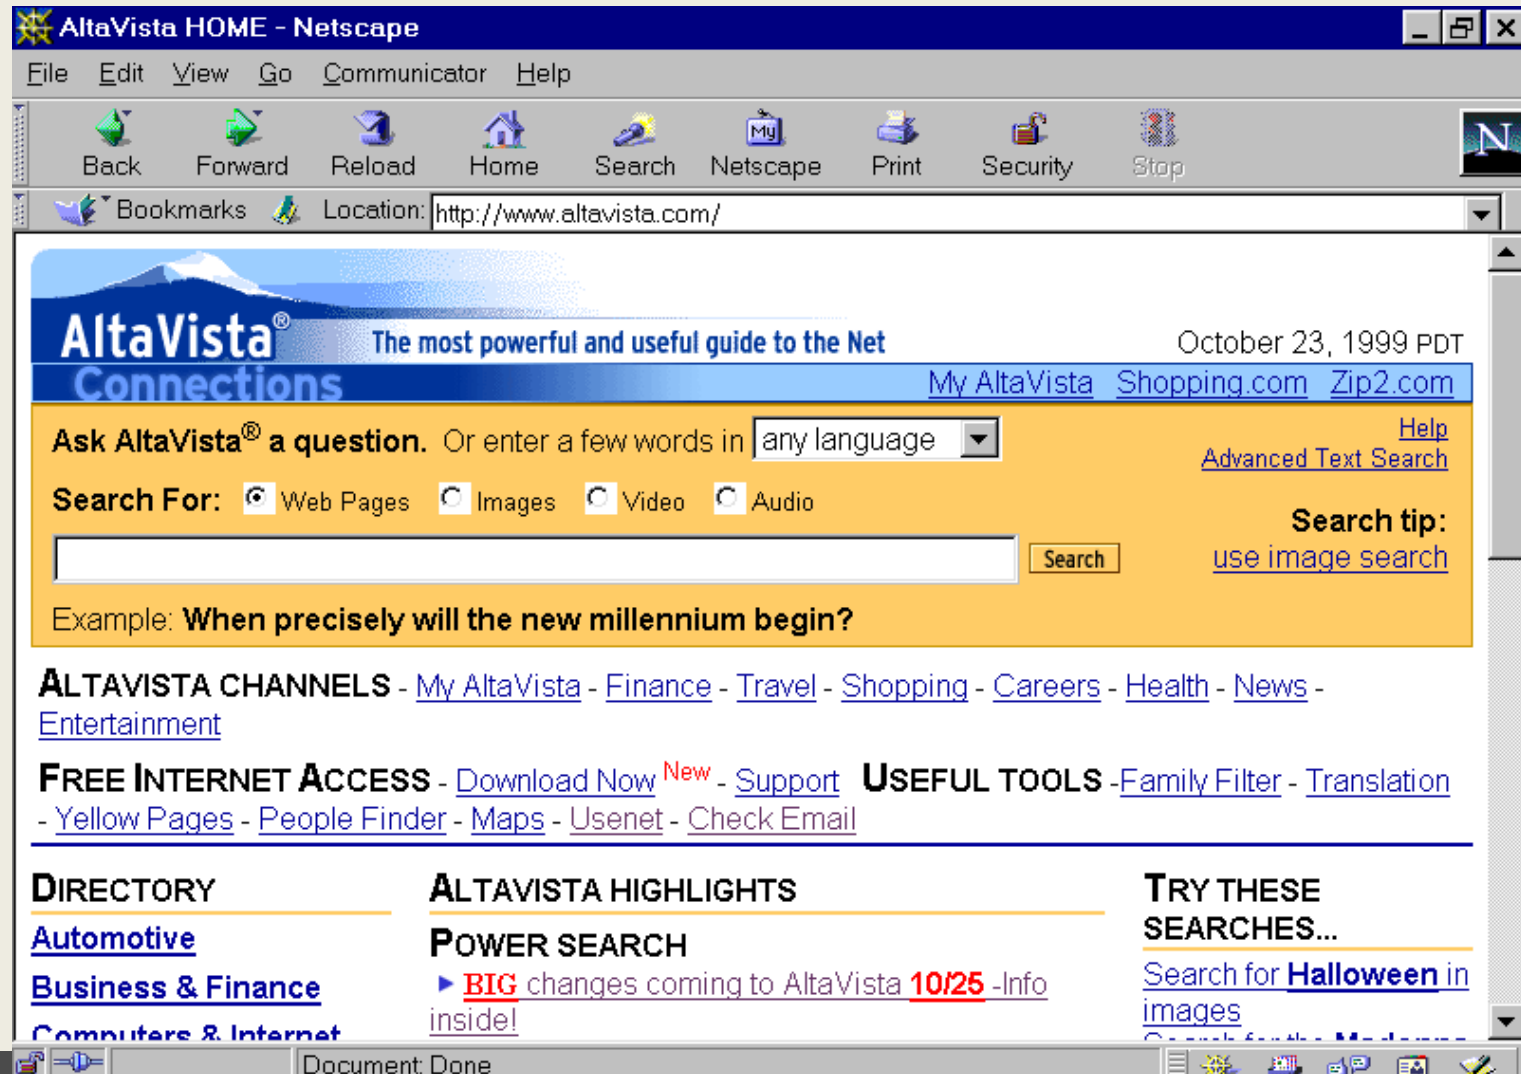 AltaVista HOME - Netscape
File Edit View Go Communicator Help
Back Forward Reload Home Search Netscape Print Security Stop
My
N
Bookmarks Location: http://www.altavista.com/
AltaVista® The most powerful and useful guide to the Net October 23, 1999 PDT
Connections My AltaVista Shopping.com Zip2.com
Ask AltaVista® a question. Or enter a few words in any language Help
Advanced Text Search
Search For: Web Pages Images Video Audio
Search tip:
Search use image search
Example: When precisely will the new millennium begin?
ALTAVISTA CHANNELS - My AltaVista - Finance - Travel - Shopping - Careers - Health - News -
Entertainment
FREE INTERNET ACCESS - Download Now New - Support USEFUL TOOLS -Family Filter - Translation
- Yellow Pages - People Finder - Maps - Usenet - Check Email
DIRECTORY
Automotive
Business & Finance
Computers & Internet
ALTAVISTA HIGHLIGHTS
POWER SEARCH
BIG changes coming to AltaVista 10/25 -Info
inside!
TRY THESE
SEARCHES...
Search for Halloween in
images
Search for the
Document: Done